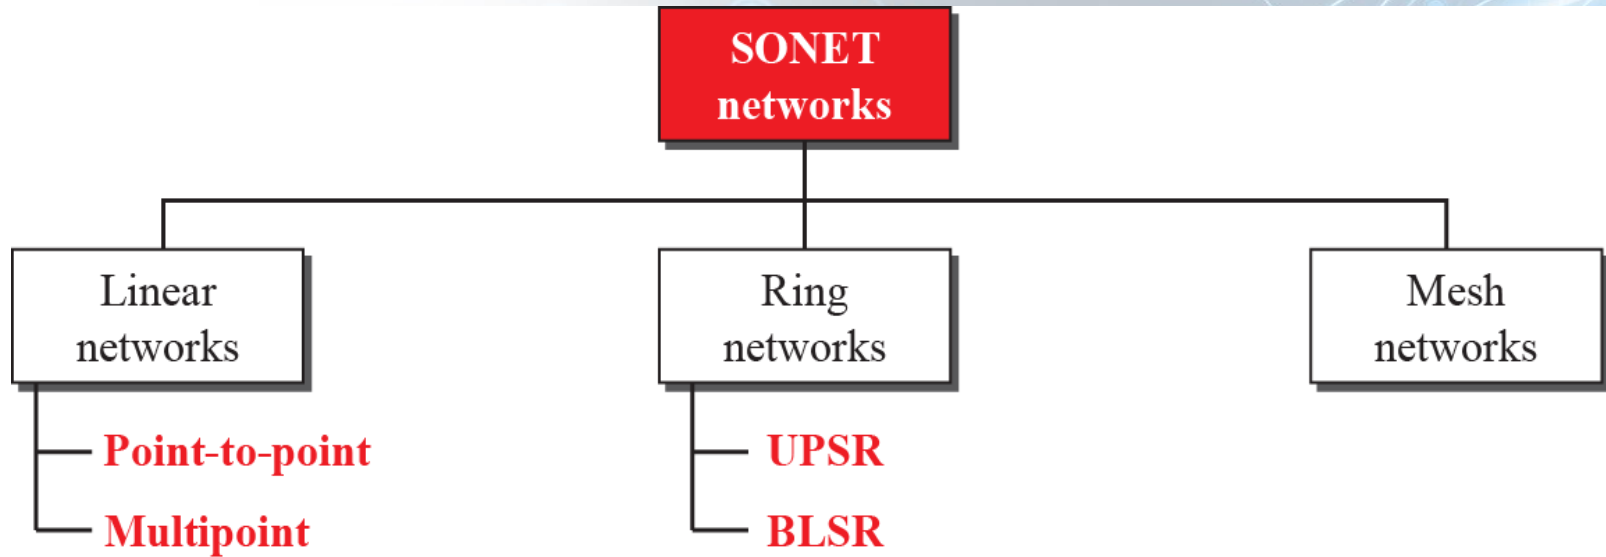 SONET
networks
Linear
networks
Point-to-point
Multipoint
Ring
networks
UPSR
BLSR
Mesh
networks